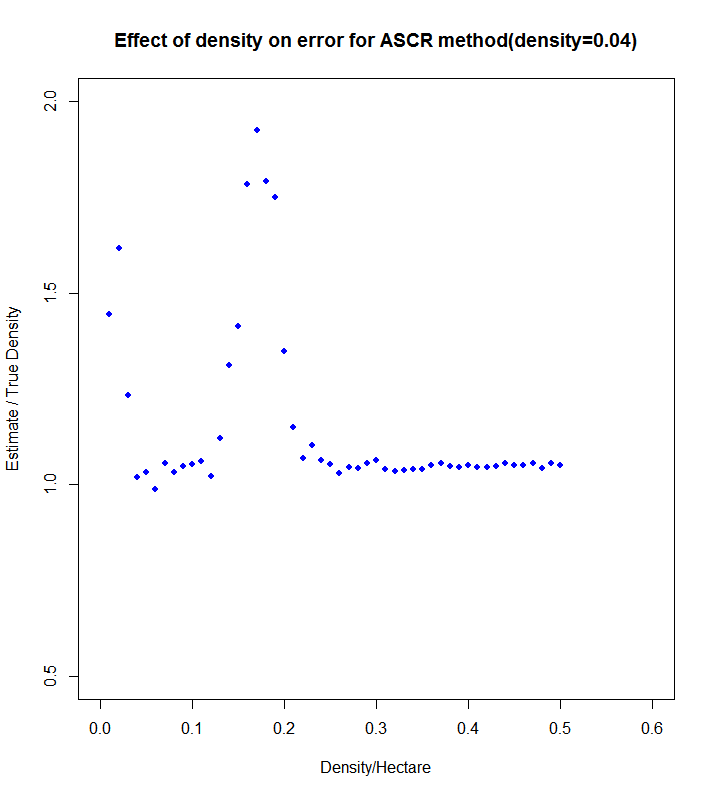 Effect of density on error for ASCR method(density=0.04)
Estimate / True Density
2.0
1.5
1.0
0.5
0.0 0.1 0.2 0.3 0.4 0.5 0.6
Density/Hectare